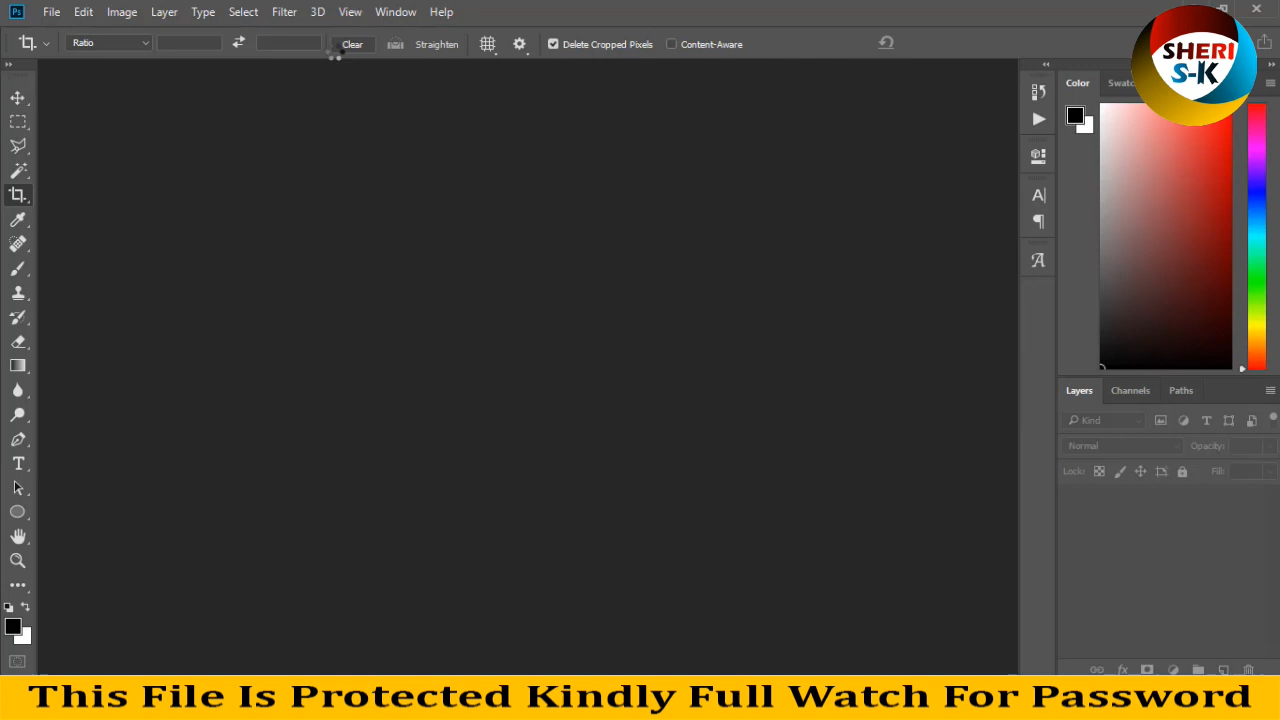 Ps File Edit Image Layer Type Select Filter 3D View Window Help
Ratio Clear Straighten Delete Cropped Pixels Content-Aware
SHERI
S-K
Color
Layers Channels Paths
Kind
Normal Opacity:
Lock: Fill:
This File Is Protected Kindly Full Watch For Password